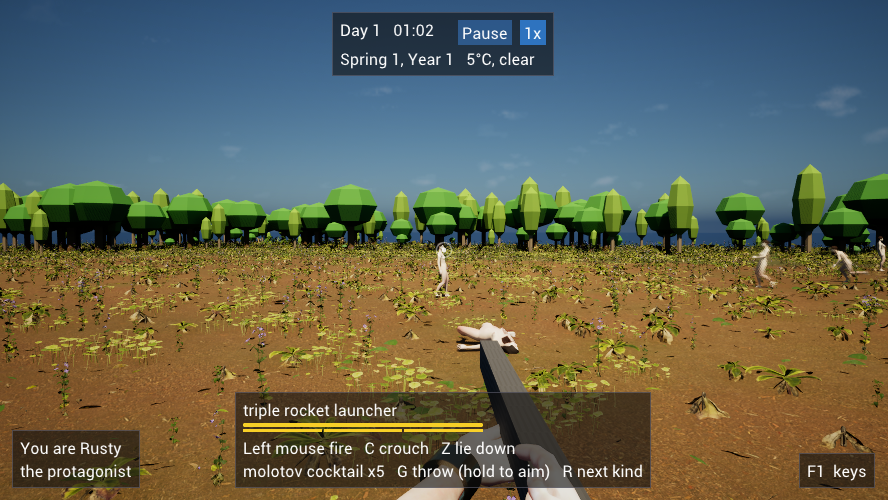 Day 1 01:02 Pause 1x
Spring 1, Year 1 5°C, clear
triple rocket launcher
Left mouse fire C crouch Z lie down
molotov cocktail x5 G throw (hold to aim) R next kind
You are Rusty
the protagonist
F1 keys